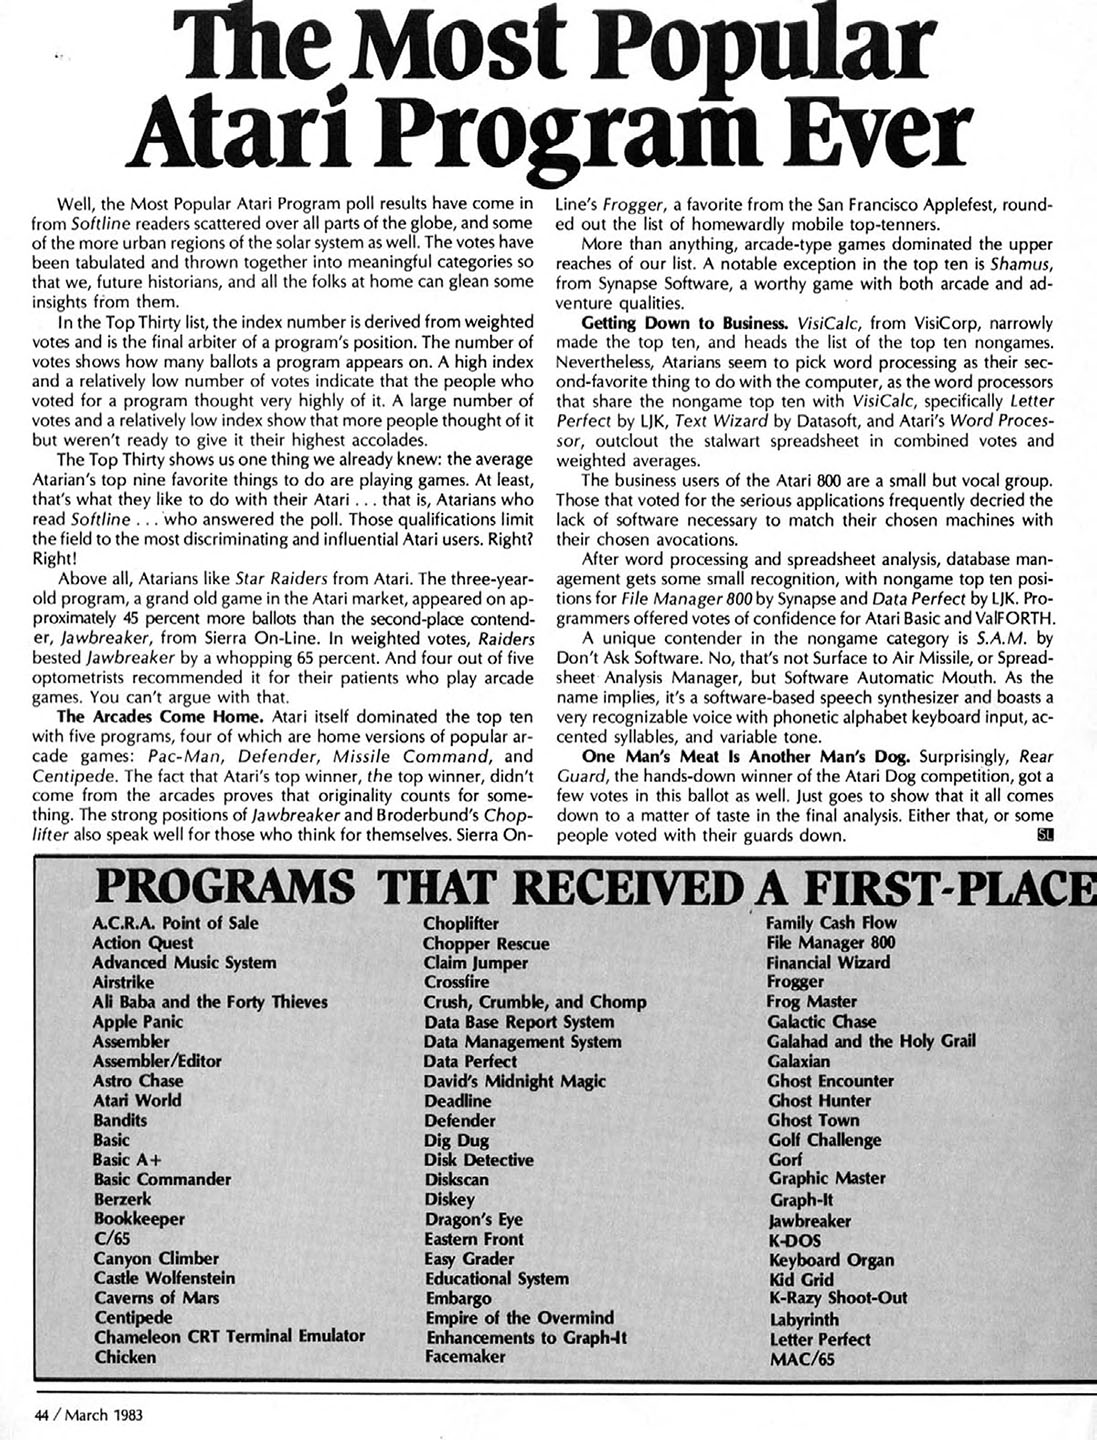 The Most Popular
Atari Program Ever
Well, the Most Popular Atari Program poll results have come in
from Softline readers scattered over all parts of the globe, and some
of the more urban regions of the solar system as well. The votes have
been tabulated and thrown together into meaningful categories so
that we, future historians, and all the folks at home can glean some
insights from them.
In the Top Thirty list, the index number is derived from weighted
votes and is the final arbiter of a program's position. The number of
votes shows how many ballots a program appears on. A high index
and a relatively low number of votes indicate that the people who
voted for a program thought very highly of it. A large number of
votes and a relatively low index show that more people thought of it
but weren't ready to give it their highest accolades.
The Top Thirty shows us one thing we already knew: the average
Atarian's top nine favorite things to do are playing games. At least,
that's what they like to do with their Atari . . . that is, Atarians who
read Softline . . . who answered the poll. Those qualifications limit
the field to the most discriminating and influential Atari users. Right?
Right!
Above all, Atarians like Star Raiders from Atari. The three-year-
old program, a grand old game in the Atari market, appeared on ap-
proximately 45 percent more ballots than the second-place contend-
er, Jawbreaker, from Sierra On-Line. In weighted votes, Raiders
bested Jawbreaker by a whopping 65 percent. And four out of five
optometrists recommended it for their patients who play arcade
games. You can't argue with that.
The Arcades Come Home. Atari itself dominated the top ten
with five programs, four of which are home versions of popular ar-
cade games: Pac-Man, Defender, Missile Command, and
Centipede. The fact that Atari's top winner, the top winner, didn't
come from the arcades proves that originality counts for some-
thing. The strong positions of Jawbreaker and Broderbund's Chop-
lifter also speak well for those who think for themselves. Sierra On-
Line's Frogger, a favorite from the San Francisco Applefest, round-
ed out the list of homewardly mobile top-tenners.
More than anything, arcade-type games dominated the upper
reaches of our list. A notable exception in the top ten is Shamus,
from Synapse Software, a worthy game with both arcade and ad-
venture qualities.
Getting Down to Business. VisiCalc, from VisiCorp, narrowly
made the top ten, and heads the list of the top ten nongames.
Nevertheless, Atarians seem to pick word processing as their sec-
ond-favorite thing to do with the computer, as the word processors
that share the nongame top ten with VisiCalc, specifically Letter
Perfect by LJK, Text Wizard by Datasoft, and Atari's Word Proces-
sor, outclout the stalwart spreadsheet in combined votes and
weighted averages.
The business users of the Atari 800 are a small but vocal group.
Those that voted for the serious applications frequently decried the
lack of software necessary to match their chosen machines with
their chosen avocations.
After word processing and spreadsheet analysis, database man-
agement gets some small recognition, with nongame top ten posi-
tions for File Manager 800 by Synapse and Data Perfect by LJK. Pro-
grammers offered votes of confidence for Atari Basic and ValFORTH.
A unique contender in the nongame category is S.A.M. by
Don't Ask Software. No, that's not Surface to Air Missile, or Spread-
sheet Analysis Manager, but Software Automatic Mouth. As the
name implies, it's a software-based speech synthesizer and boasts a
very recognizable voice with phonetic alphabet keyboard input, ac-
cented syllables, and variable tone.
One Man's Meat Is Another Man's Dog. Surprisingly, Rear
Guard, the hands-down winner of the Atari Dog competition, got a
few votes in this ballot as well. Just goes to show that it all comes
down to a matter of taste in the final analysis. Either that, or some
people voted with their guards down. SL
PROGRAMS THAT RECEIVED A FIRST-PLACE
A.C.R.A. Point of Sale
Action Quest
Advanced Music System
Airstrike
Ali Baba and the Forty Thieves
Apple Panic
Assembler
Assembler/Editor
Astro Chase
Atari World
Bandits
Basic
Basic A+
Basic Commander
Berzerk
Bookkeeper
C/65
Canyon Climber
Castle Wolfenstein
Caverns of Mars
Centipede
Chameleon CRT Terminal Emulator
Chicken
Choplifter
Chopper Rescue
Claim Jumper
Crossfire
Crush, Crumble, and Chomp
Data Base Report System
Data Management System
Data Perfect
David's Midnight Magic
Deadline
Defender
Dig Dug
Disk Detective
Diskscan
Diskey
Dragon's Eye
Eastern Front
Easy Grader
Educational System
Embargo
Empire of the Overmind
Enhancements to Graph-It
Facemaker
Family Cash Flow
File Manager 800
Financial Wizard
Frogger
Frog Master
Galactic Chase
Galahad and the Holy Grail
Galaxian
Ghost Encounter
Ghost Hunter
Ghost Town
Golf Challenge
Gorf
Graphic Master
Graph-It
Jawbreaker
K-DOS
Keyboard Organ
Kid Grid
K-Razy Shoot-Out
Labyrinth
Letter Perfect
MAC/65
44 / March 1983